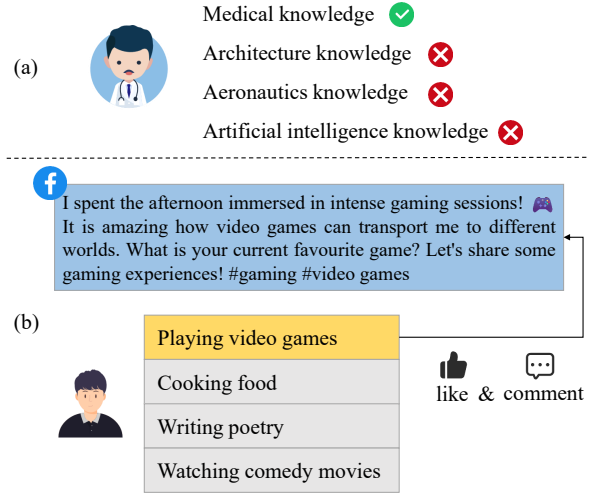 (a)
Medical knowledge
Architecture knowledge
Aeronautics knowledge
Artificial intelligence knowledge
I spent the afternoon immersed in intense gaming sessions!
It is amazing how video games can transport me to different
worlds. What is your current favourite game? Let's share some
gaming experiences! #gaming #video games
(b)
Playing video games
Cooking food
Writing poetry
Watching comedy movies
like & comment